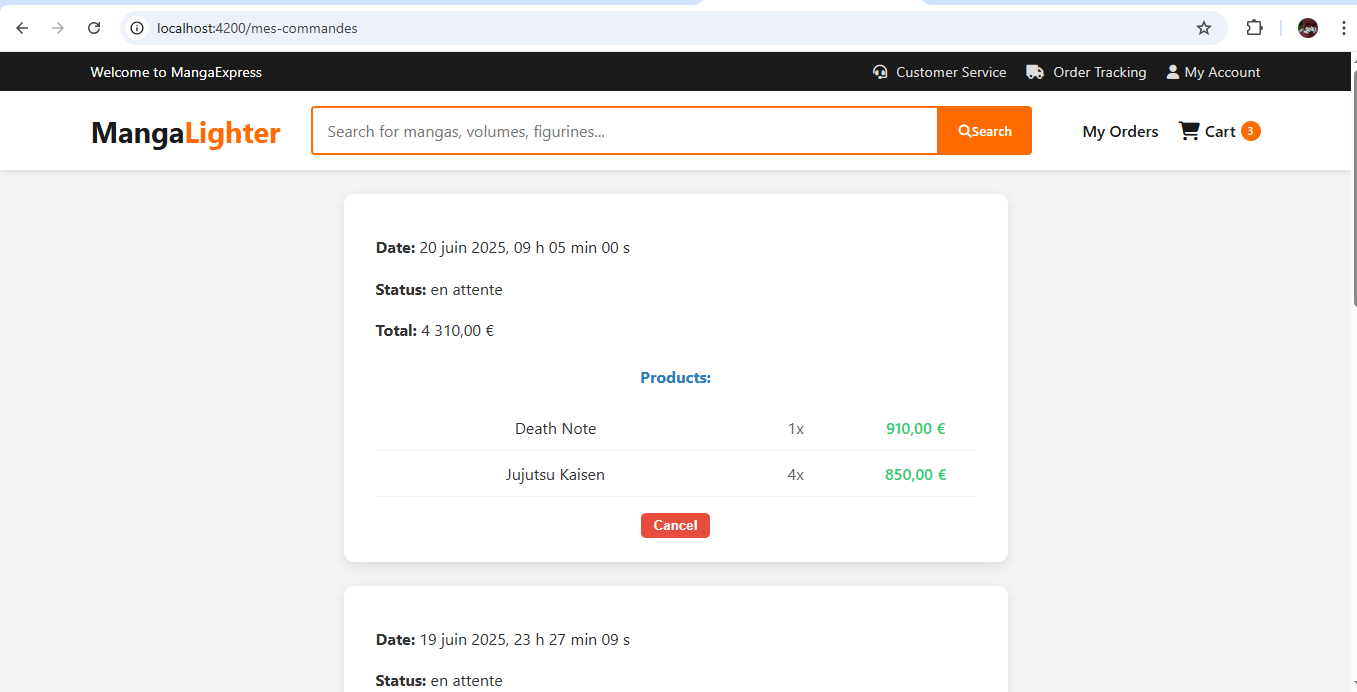 localhost:4200/mes-commandes
Welcome to MangaExpress
Customer Service
Order Tracking
My Account
MangaLighter
Search for mangas, volumes, figurines...
Search
My Orders
Cart 3
Date: 20 juin 2025, 09 h 05 min 00 s
Status: en attente
Total: 4 310,00 €
Products:
Death Note 1x 910,00 €
Jujutsu Kaisen 4x 850,00 €
Cancel
Date: 19 juin 2025, 23 h 27 min 09 s
Status: en attente